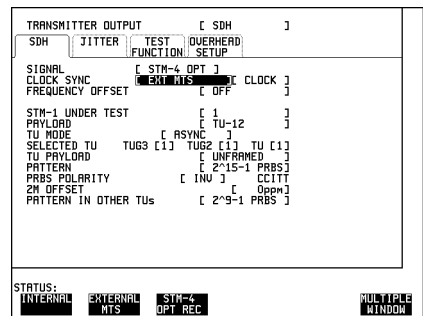 TRANSMITTER OUTPUT [ SDH ]
SDH JITTER TEST FUNCTION OVERHEAD SETUP
SIGNAL [ STM-4 OPT ]
CLOCK SYNC [ EXT MTS ][ CLOCK ]
FREQUENCY OFFSET [ OFF ]
STM-1 UNDER TEST [ 1 ]
PAYLOAD [ TU-12 ]
TU MODE [ ASYNC ]
SELECTED TU TUG3 [1] TUG2 [1] TU [1]
TU PAYLOAD [ UNFRAMED ]
PATTERN [ 2^15-1 PRBS]
PRBS POLARITY [ INV ] CCITT
2M OFFSET [ 0ppm]
PATTERN IN OTHER TUs [ 2^9-1 PRBS ]
STATUS:
INTERNAL EXTERNAL MTS STM-4 OPT REC MULTIPLE WINDOW